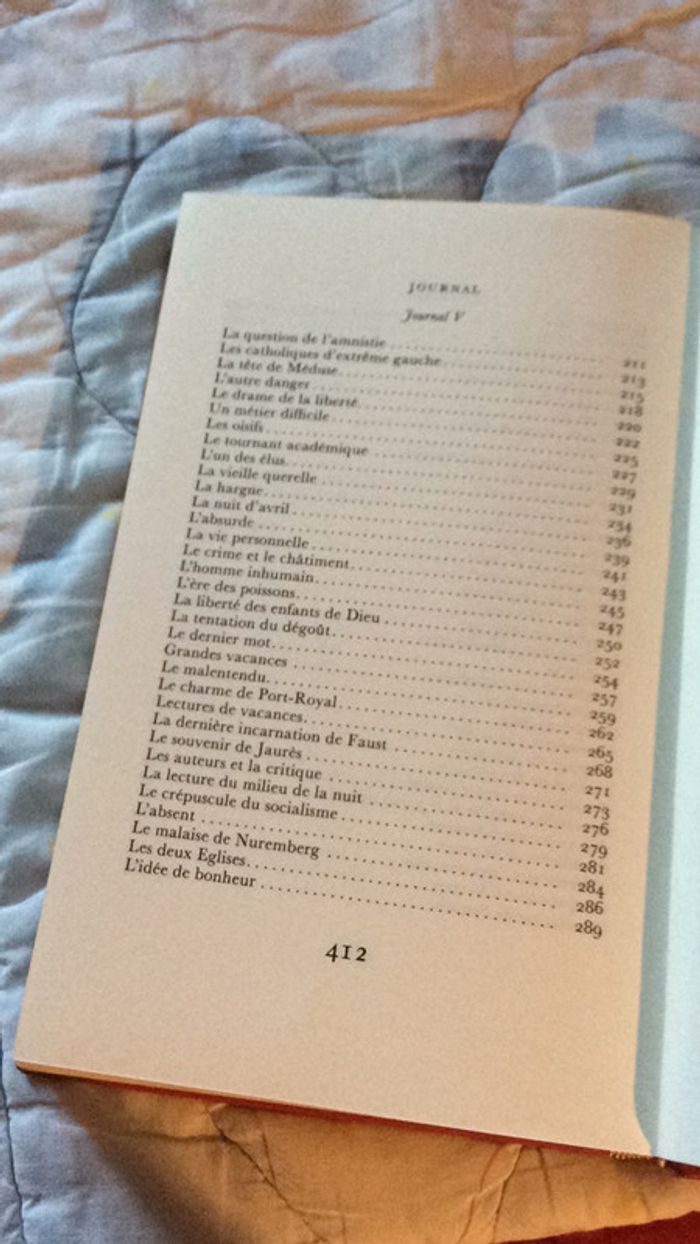 JOURNAL
Journal V
La question de l'amnistie . . . . . . . . . . 211
Les catholiques d'extrême gauche . . . . . . . . . . 213
La tête de Méduse . . . . . . . . . . 215
L'autre danger . . . . . . . . . . 218
Le drame de la liberté . . . . . . . . . . 220
Un métier difficile . . . . . . . . . . 222
Les oisifs . . . . . . . . . . 225
Le tournant académique . . . . . . . . . . 227
L'un des élus . . . . . . . . . . 229
La vieille querelle . . . . . . . . . . 231
La hargne . . . . . . . . . . 234
La nuit d'avril . . . . . . . . . . 236
L'absurde . . . . . . . . . . 239
La vie personnelle . . . . . . . . . . 241
Le crime et le châtiment . . . . . . . . . . 243
L'homme inhumain . . . . . . . . . . 245
L'ère des poissons . . . . . . . . . . 247
La liberté des enfants de Dieu . . . . . . . . . . 250
La tentation du dégoût . . . . . . . . . . 252
Le dernier mot . . . . . . . . . . 254
Grandes vacances . . . . . . . . . . 257
Le malentendu . . . . . . . . . . 259
Le charme de Port-Royal . . . . . . . . . . 262
Lectures de vacances . . . . . . . . . . 265
La dernière incarnation de Faust . . . . . . . . . . 268
Le souvenir de Jaurès . . . . . . . . . . 271
Les auteurs et la critique . . . . . . . . . . 273
La lecture du milieu de la nuit . . . . . . . . . . 276
Le crépuscule du socialisme . . . . . . . . . . 279
L'absent . . . . . . . . . . 281
Le malaise de Nuremberg . . . . . . . . . . 284
Les deux Eglises . . . . . . . . . . 286
L'idée de bonheur . . . . . . . . . . 289
412